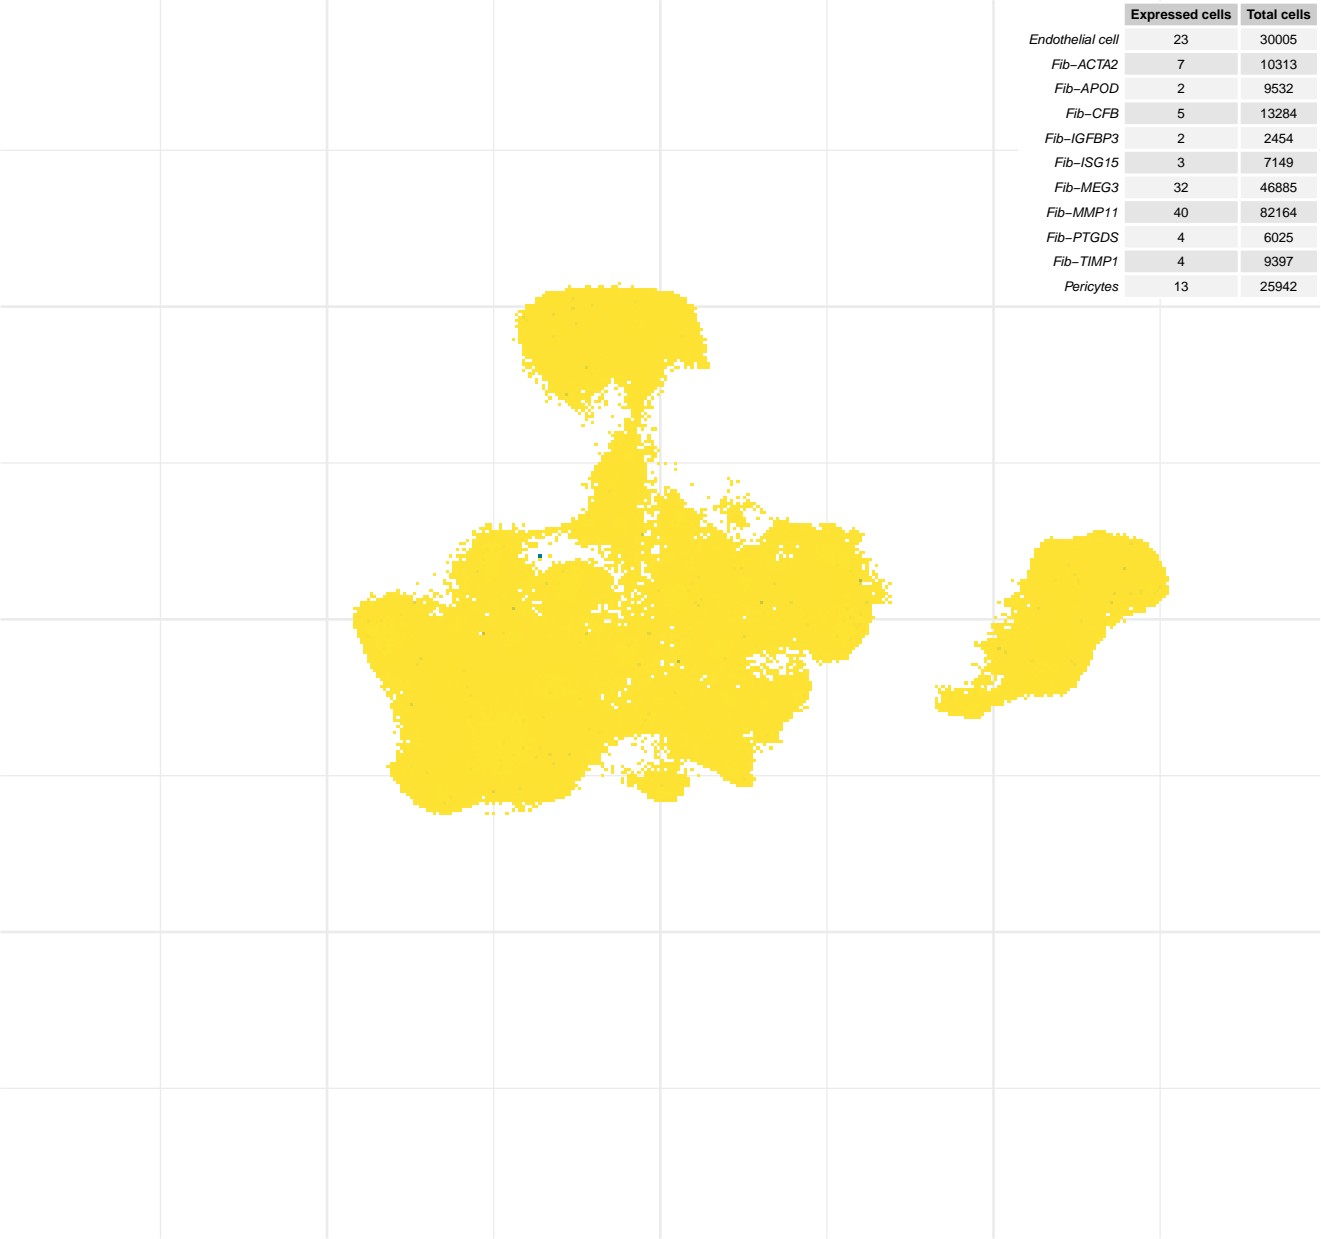 Expressed cells Total cells
Endothelial cell 23 30005
Fib−ACTA2 7 10313
Fib−APOD 2 9532
Fib−CFB 5 13284
Fib−IGFBP3 2 2454
Fib−ISG15 3 7149
Fib−MEG3 32 46885
Fib−MMP11 40 82164
Fib−PTGDS 4 6025
Fib−TIMP1 4 9397
Pericytes 13 25942